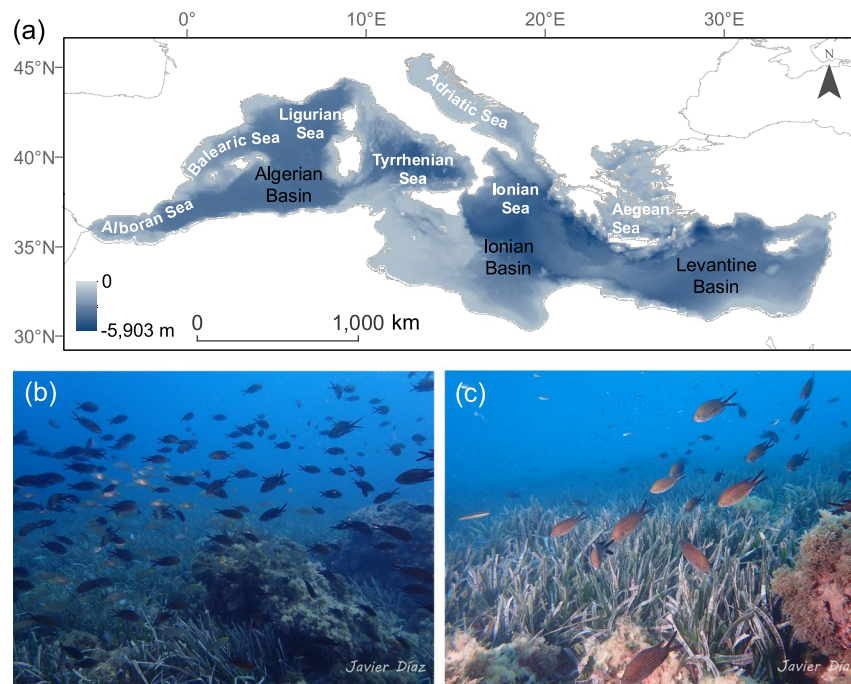 (a)
0°
10°
20°
30°
45°N
40°N
35°N
30°N
N
Adriatic Sea
Ligurian
Sea
Balearic Sea
Tyrrhenian
Sea
Algerian
Basin
Ionian
Sea
Alboran Sea
Aegean
Sea
Ionian
Basin
Levantine
Basin
0
-5,903 m
0
1,000 km
(b)
Javier Díaz
(c)
Javier Díaz